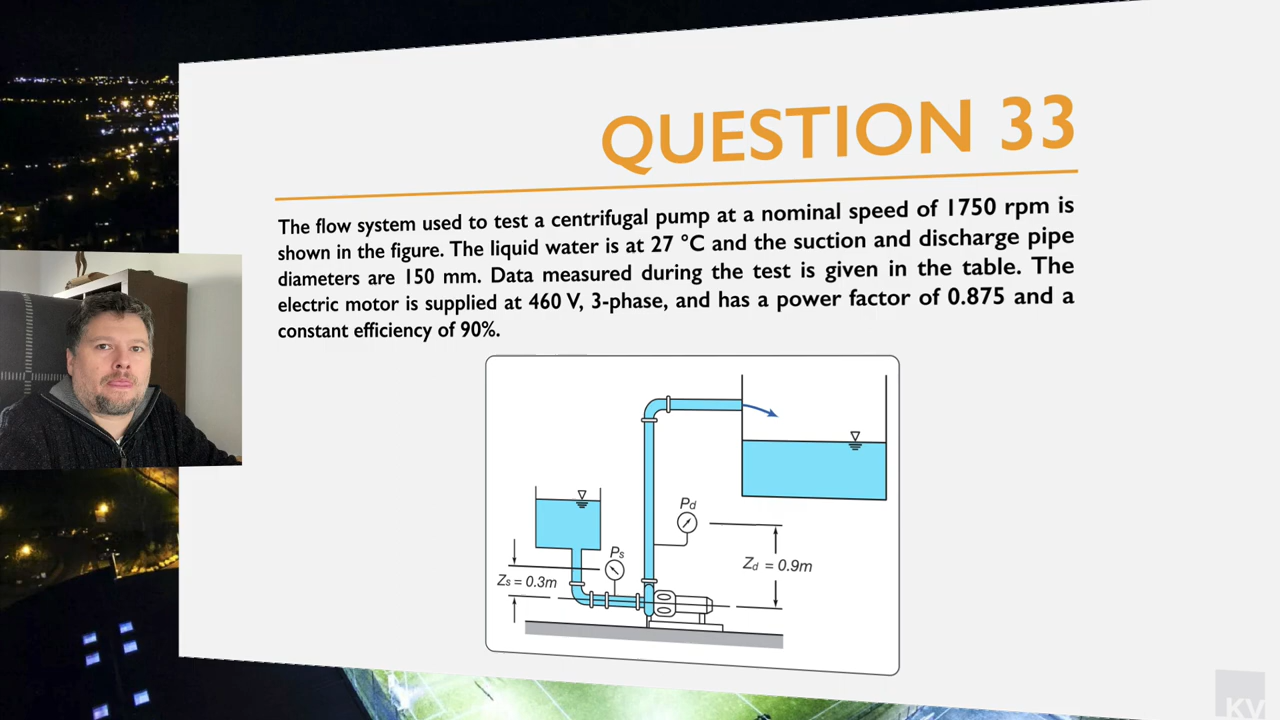 QUESTION 33
The flow system used to test a centrifugal pump at a nominal speed of 1750 rpm is
shown in the figure. The liquid water is at 27 °C and the suction and discharge pipe
diameters are 150 mm. Data measured during the test is given in the table. The
electric motor is supplied at 460 V, 3-phase, and has a power factor of 0.875 and a
constant efficiency of 90%.
Pd
Ps
Zd = 0.9m
Zs = 0.3m
KV